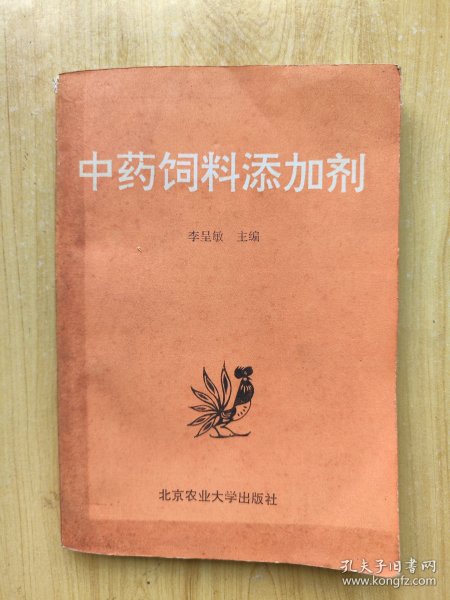 中药饲料添加剂
李呈敏 主编
北京农业大学出版社
孔夫子旧书网
www.kongfz.com